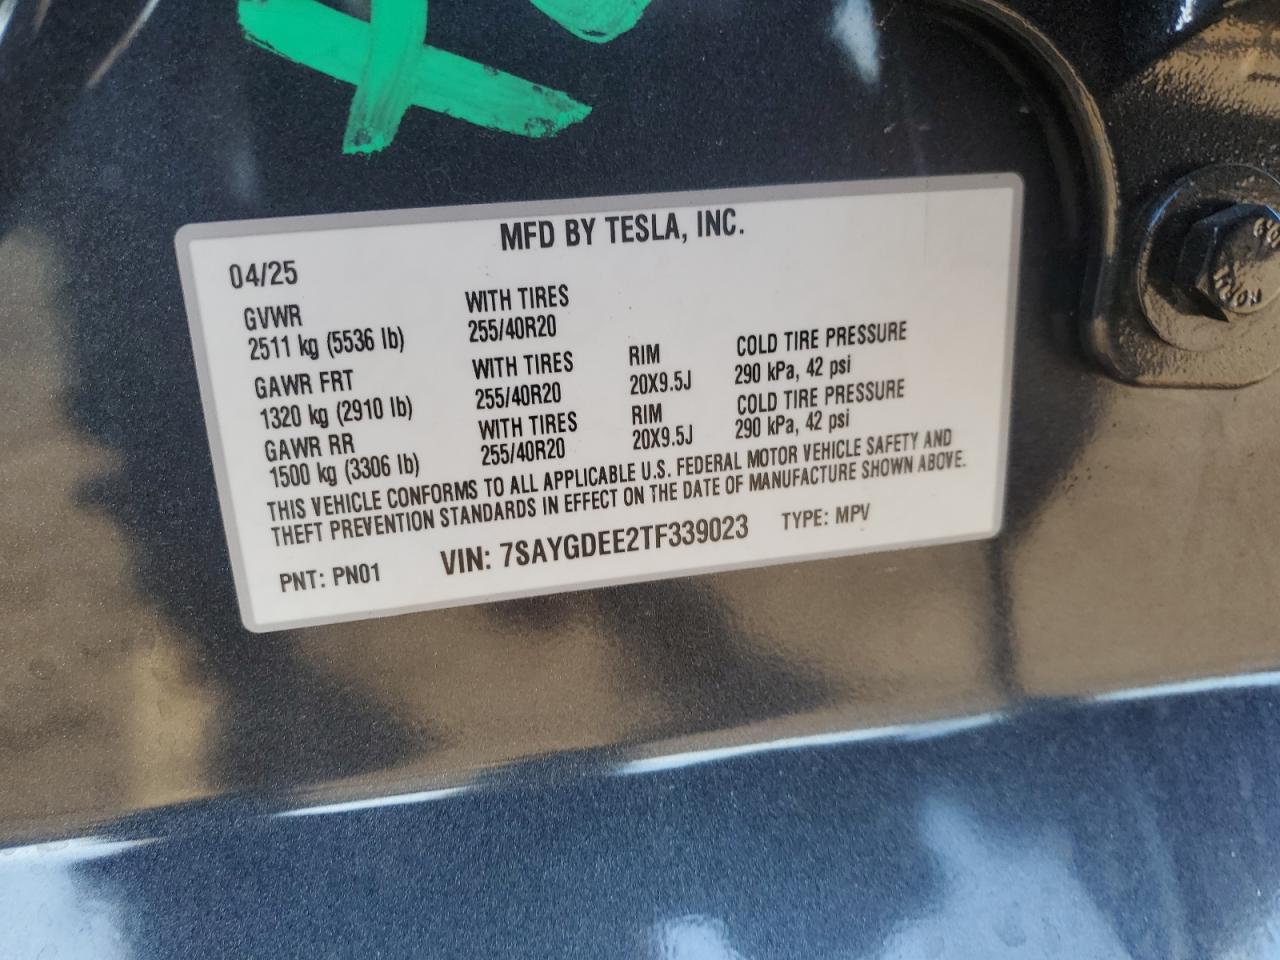 MFD BY TESLA, INC.
04/25
GVWR WITH TIRES
2511 kg (5536 lb) 255/40R20
GAWR FRT WITH TIRES RIM COLD TIRE PRESSURE
1320 kg (2910 lb) 255/40R20 20X9.5J 290 kPa, 42 psi
GAWR RR WITH TIRES RIM COLD TIRE PRESSURE
1500 kg (3306 lb) 255/40R20 20X9.5J 290 kPa, 42 psi
THIS VEHICLE CONFORMS TO ALL APPLICABLE U.S. FEDERAL MOTOR VEHICLE SAFETY AND
THEFT PREVENTION STANDARDS IN EFFECT ON THE DATE OF MANUFACTURE SHOWN ABOVE.
PNT: PN01 VIN: 7SAYGDEE2TF339023 TYPE: MPV